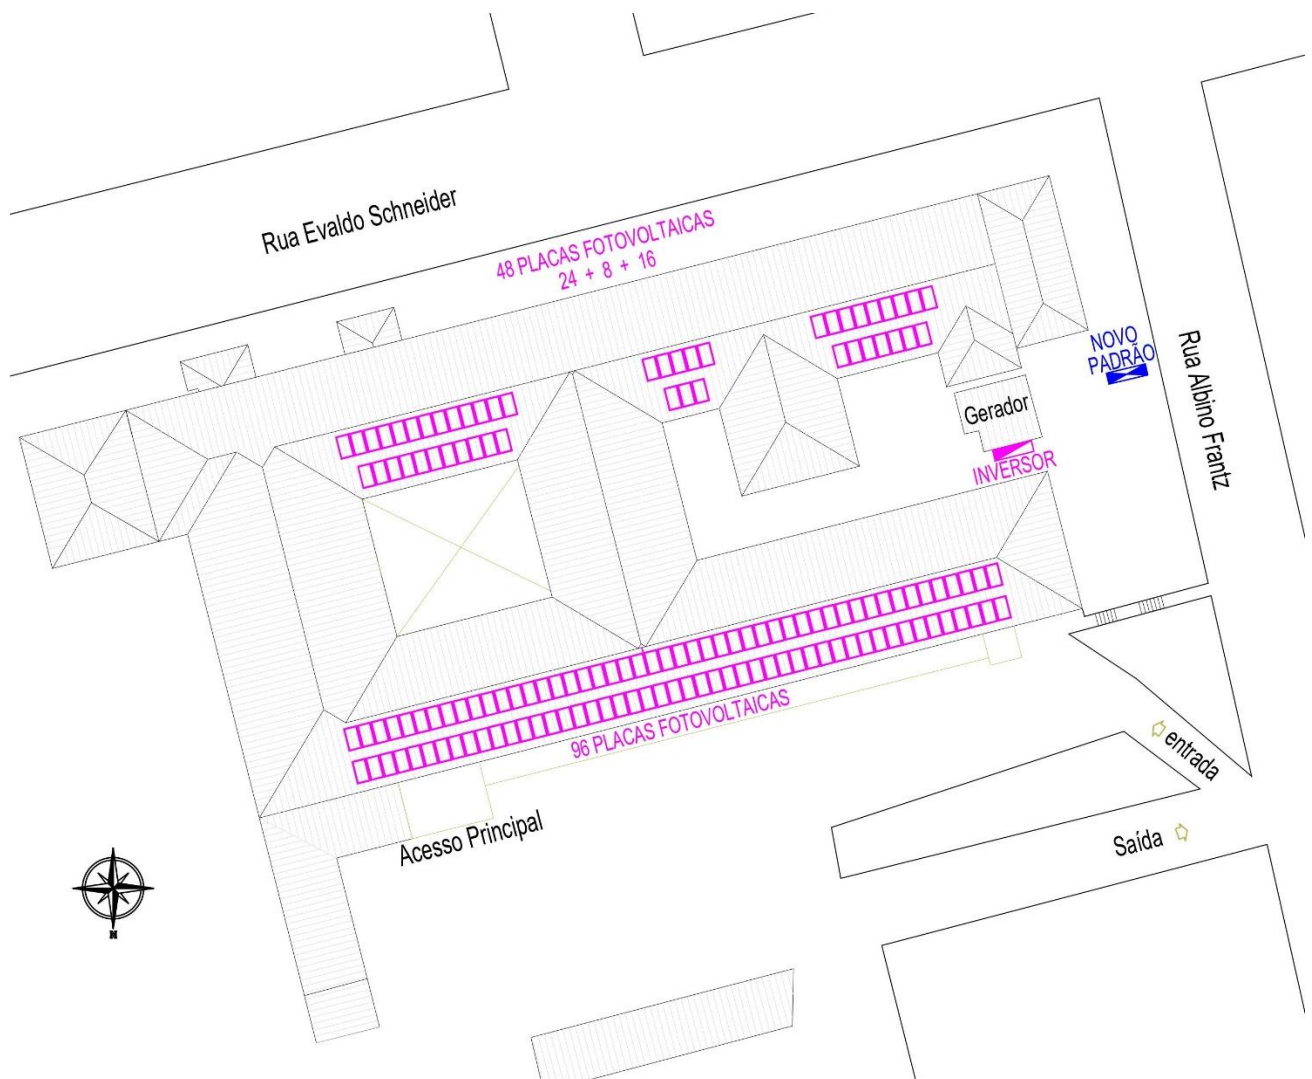 Rua Evaldo Schneider
48 PLACAS FOTOVOLTAICAS
24 + 8 + 16
NOVO
PADRÃO
Rua Albino Frantz
Gerador
INVERSOR
96 PLACAS FOTOVOLTAICAS
entrada
Acesso Principal
Saída
N